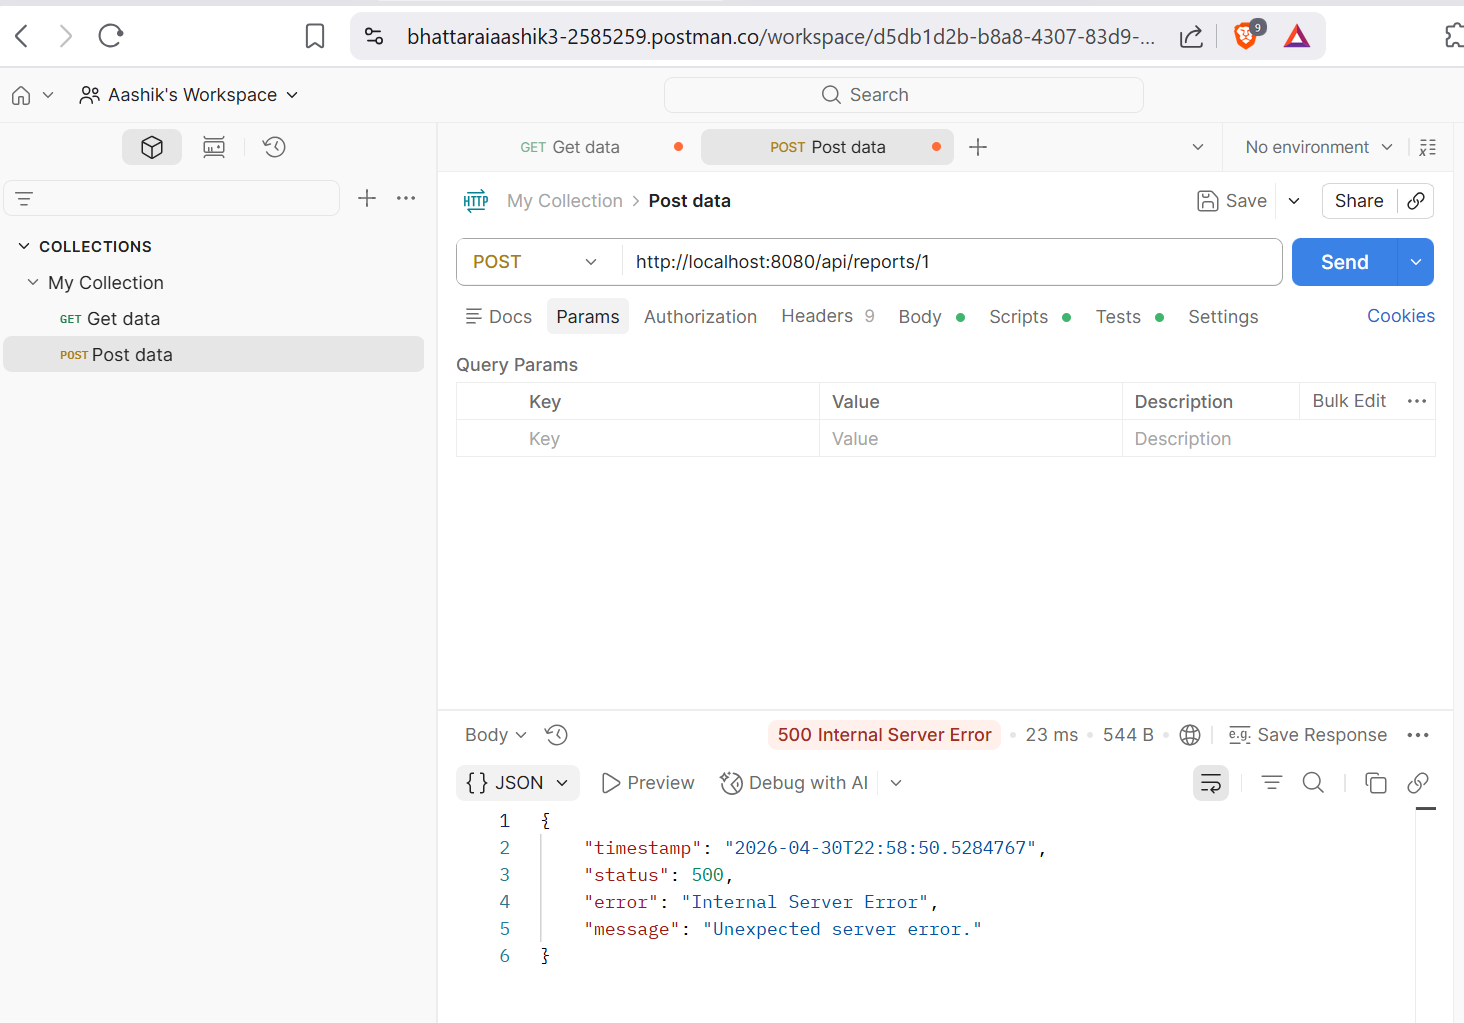 bhattaraiaashik3-2585259.postman.co/workspace/d5db1d2b-b8a8-4307-83d9-...
9
Aashik's Workspace
Search
GET Get data
POST Post data
No environment
HTTP
My Collection > Post data
Save
Share
COLLECTIONS
My Collection
GET Get data
POST Post data
POST
http://localhost:8080/api/reports/1
Send
Docs
Params
Authorization
Headers 9
Body
Scripts
Tests
Settings
Cookies
Query Params
Key Value Description Bulk Edit
Key Value Description
Body
500 Internal Server Error • 23 ms • 544 B
e.g. Save Response
{ } JSON
Preview
Debug with AI
1 {
2 "timestamp": "2026-04-30T22:58:50.5284767",
3 "status": 500,
4 "error": "Internal Server Error",
5 "message": "Unexpected server error."
6 }